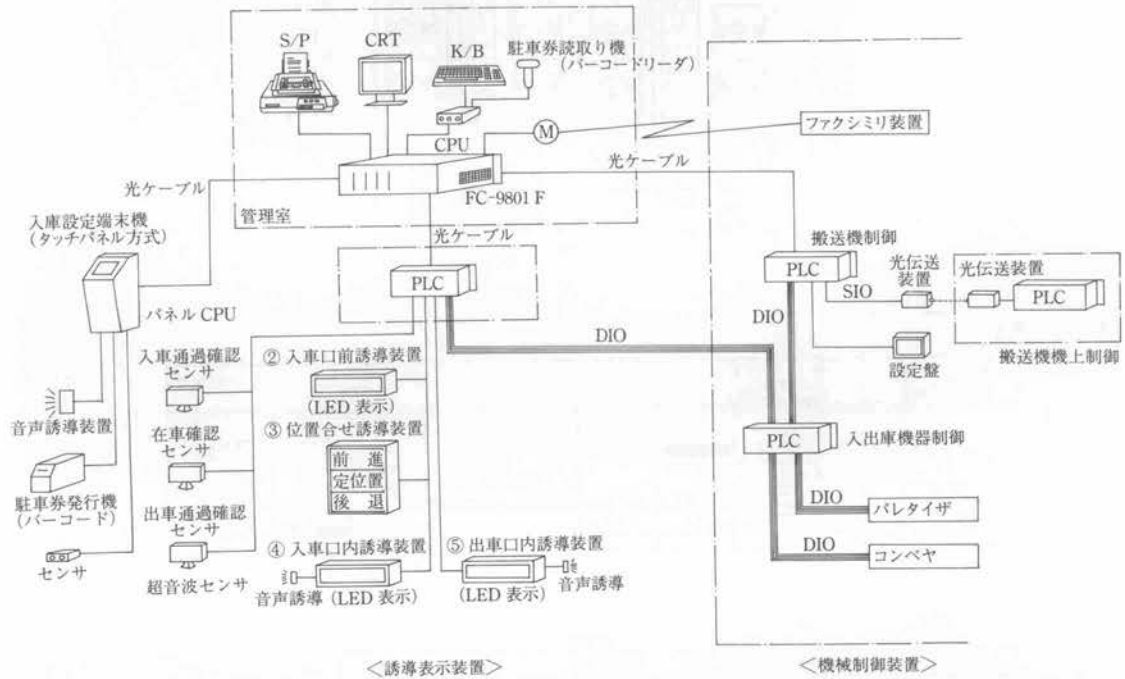 S/P
CRT
K/B
駐車券読取り機
(バーコードリーダ)
CPU
M
ファクシミリ装置
光ケーブル
光ケーブル
FC-9801 F
管理室
入庫設定端末機
(タッチパネル方式)
光ケーブル
搬送機制御
PLC
PLC
光伝送
装置
光伝送装置
PLC
SIO
DIO
パネル CPU
DIO
設定盤
搬送機機上制御
入車通過確認
センサ
② 入車口前誘導装置
(LED 表示)
音声誘導装置
在車確認
センサ
③ 位置合せ誘導装置
前 進
定位置
後 退
PLC
入出庫機器制御
駐車券発行機
(バーコード)
出車通過確認
センサ
DIO
パレタイザ
④ 入車口内誘導装置
⑤ 出車口内誘導装置
DIO
コンベヤ
センサ
超音波センサ
音声誘導
(LED 表示)
(LED 表示)
音声誘導
<誘導表示装置>
<機械制御装置>